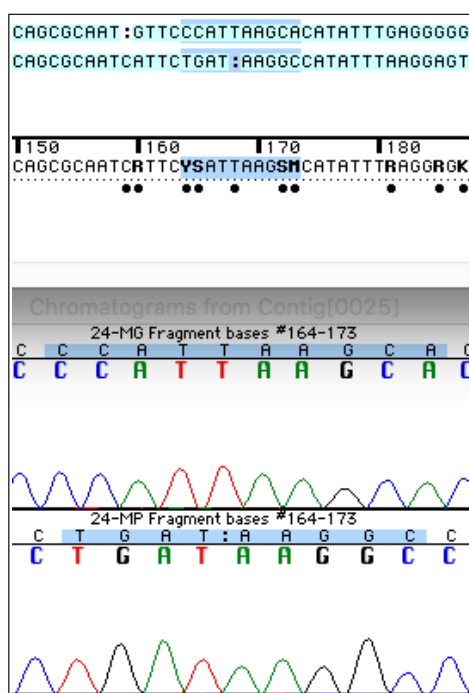 CAGCGCAAT:GTTCCCATTAAGCACATATTTGAGGGGG
CAGCGCAATCATTCTGAT:AAGGCCATATTTAAGGAGT
150 160 170 180
CAGCGCAATCRTTCYSATTAAGSMCATATTTRAGGRGK
Chromatograms from Contig[0025]
24-MG Fragment bases #164-173
C C C A T T A A G C A C
C C C A T T A A G C A C
24-MP Fragment bases #164-173
C T G A T : A A G G C C
C T G A T A A G G C C